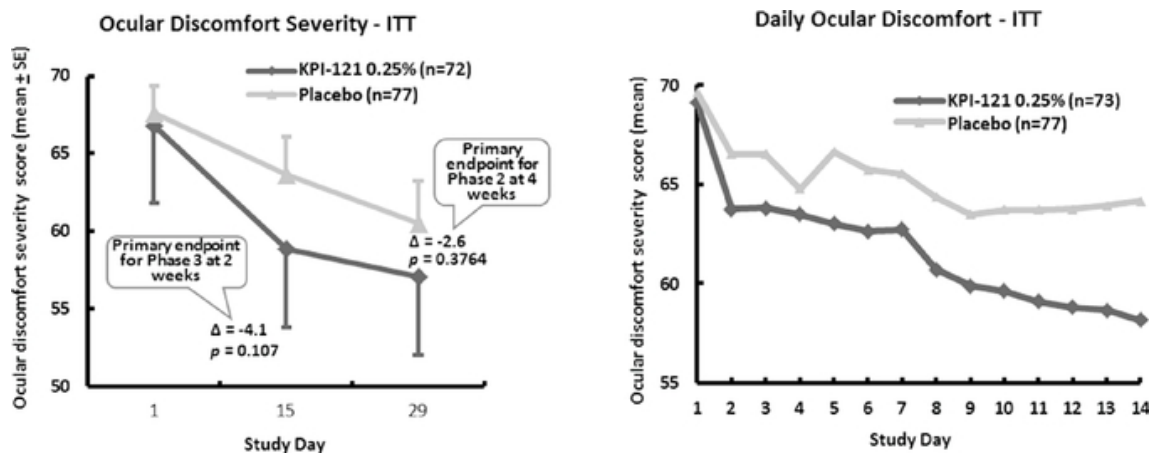 Ocular Discomfort Severity - ITT
Ocular discomfort severity score (mean ± SE)
70
65
60
55
50
KPI-121 0.25% (n=72)
Placebo (n=77)
Primary
endpoint for
Phase 2 at 4
weeks
Δ = -2.6
p = 0.3764
Primary endpoint
for Phase 3 at 2
weeks
Δ = -4.1
p = 0.107
1 15 29
Study Day
Daily Ocular Discomfort - ITT
Ocular discomfort severity score (mean)
70
65
60
55
KPI-121 0.25% (n=73)
Placebo (n=77)
1 2 3 4 5 6 7 8 9 10 11 12 13 14
Study Day